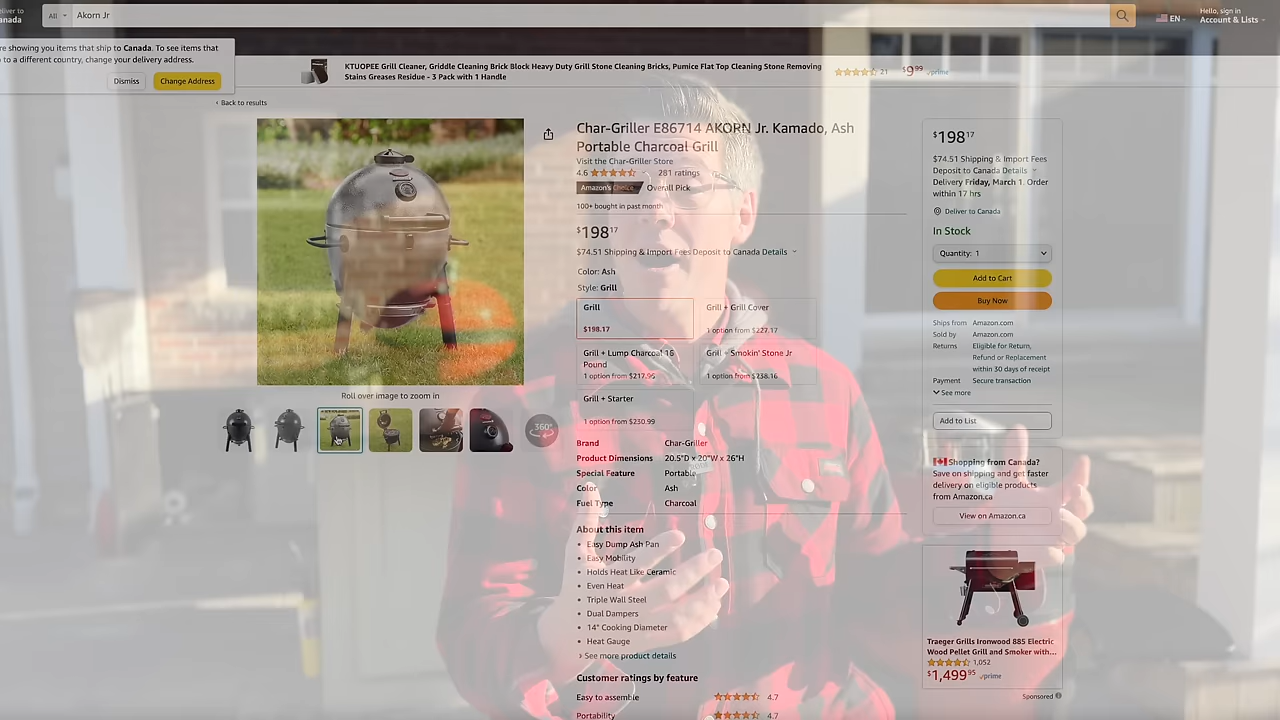 eliver to
anada
All
Akorn Jr
EN
Hello, sign in
Account & Lists
re showing you items that ship to Canada. To see items that
to a different country, change your delivery address.
Dismiss
Change Address
KTUOPEE Grill Cleaner, Griddle Cleaning Brick Block Heavy Duty Grill Stone Cleaning Bricks, Pumice Flat Top Cleaning Stone Removing
Stains Greases Residue - 3 Pack with 1 Handle
21
$9.99
prime
‹ Back to results
Roll over image to zoom in
360°
Char-Griller E86714 AKORN Jr. Kamado, Ash
Portable Charcoal Grill
Visit the Char-Griller Store
4.6
281 ratings
Amazon's Choice
Overall Pick
100+ bought in past month
$198.17
$74.51 Shipping & Import Fees Deposit to Canada Details
Color: Ash
Style: Grill
Grill
$198.17
Grill + Grill Cover
1 option from $227.17
Grill + Lump Charcoal 16
Pound
1 option from $217.96
Grill + Smokin' Stone Jr
1 option from $238.16
Grill + Starter
1 option from $230.99
Brand Char-Griller
Product Dimensions 20.5"D x 20"W x 26"H
Special Feature Portable
Color Ash
Fuel Type Charcoal
About this item
• Easy Dump Ash Pan
• Easy Mobility
• Holds Heat Like Ceramic
• Even Heat
• Triple Wall Steel
• Dual Dampers
• 14" Cooking Diameter
• Heat Gauge
› See more product details
Customer ratings by feature
Easy to assemble 4.7
Portability 4.7
$198.17
$74.51 Shipping & Import Fees
Deposit to Canada Details
Delivery Friday, March 1. Order
within 17 hrs
Deliver to Canada
In Stock
Quantity: 1
Add to Cart
Buy Now
Ships from Amazon.com
Sold by Amazon.com
Returns Eligible for Return,
Refund or Replacement
within 30 days of receipt
Payment Secure transaction
See more
Add to List
Shopping from Canada?
Save on shipping and get faster
delivery on eligible products
from Amazon.ca
View on Amazon.ca
Traeger Grills Ironwood 885 Electric
Wood Pellet Grill and Smoker with...
1,052
$1,499.95
prime
Sponsored